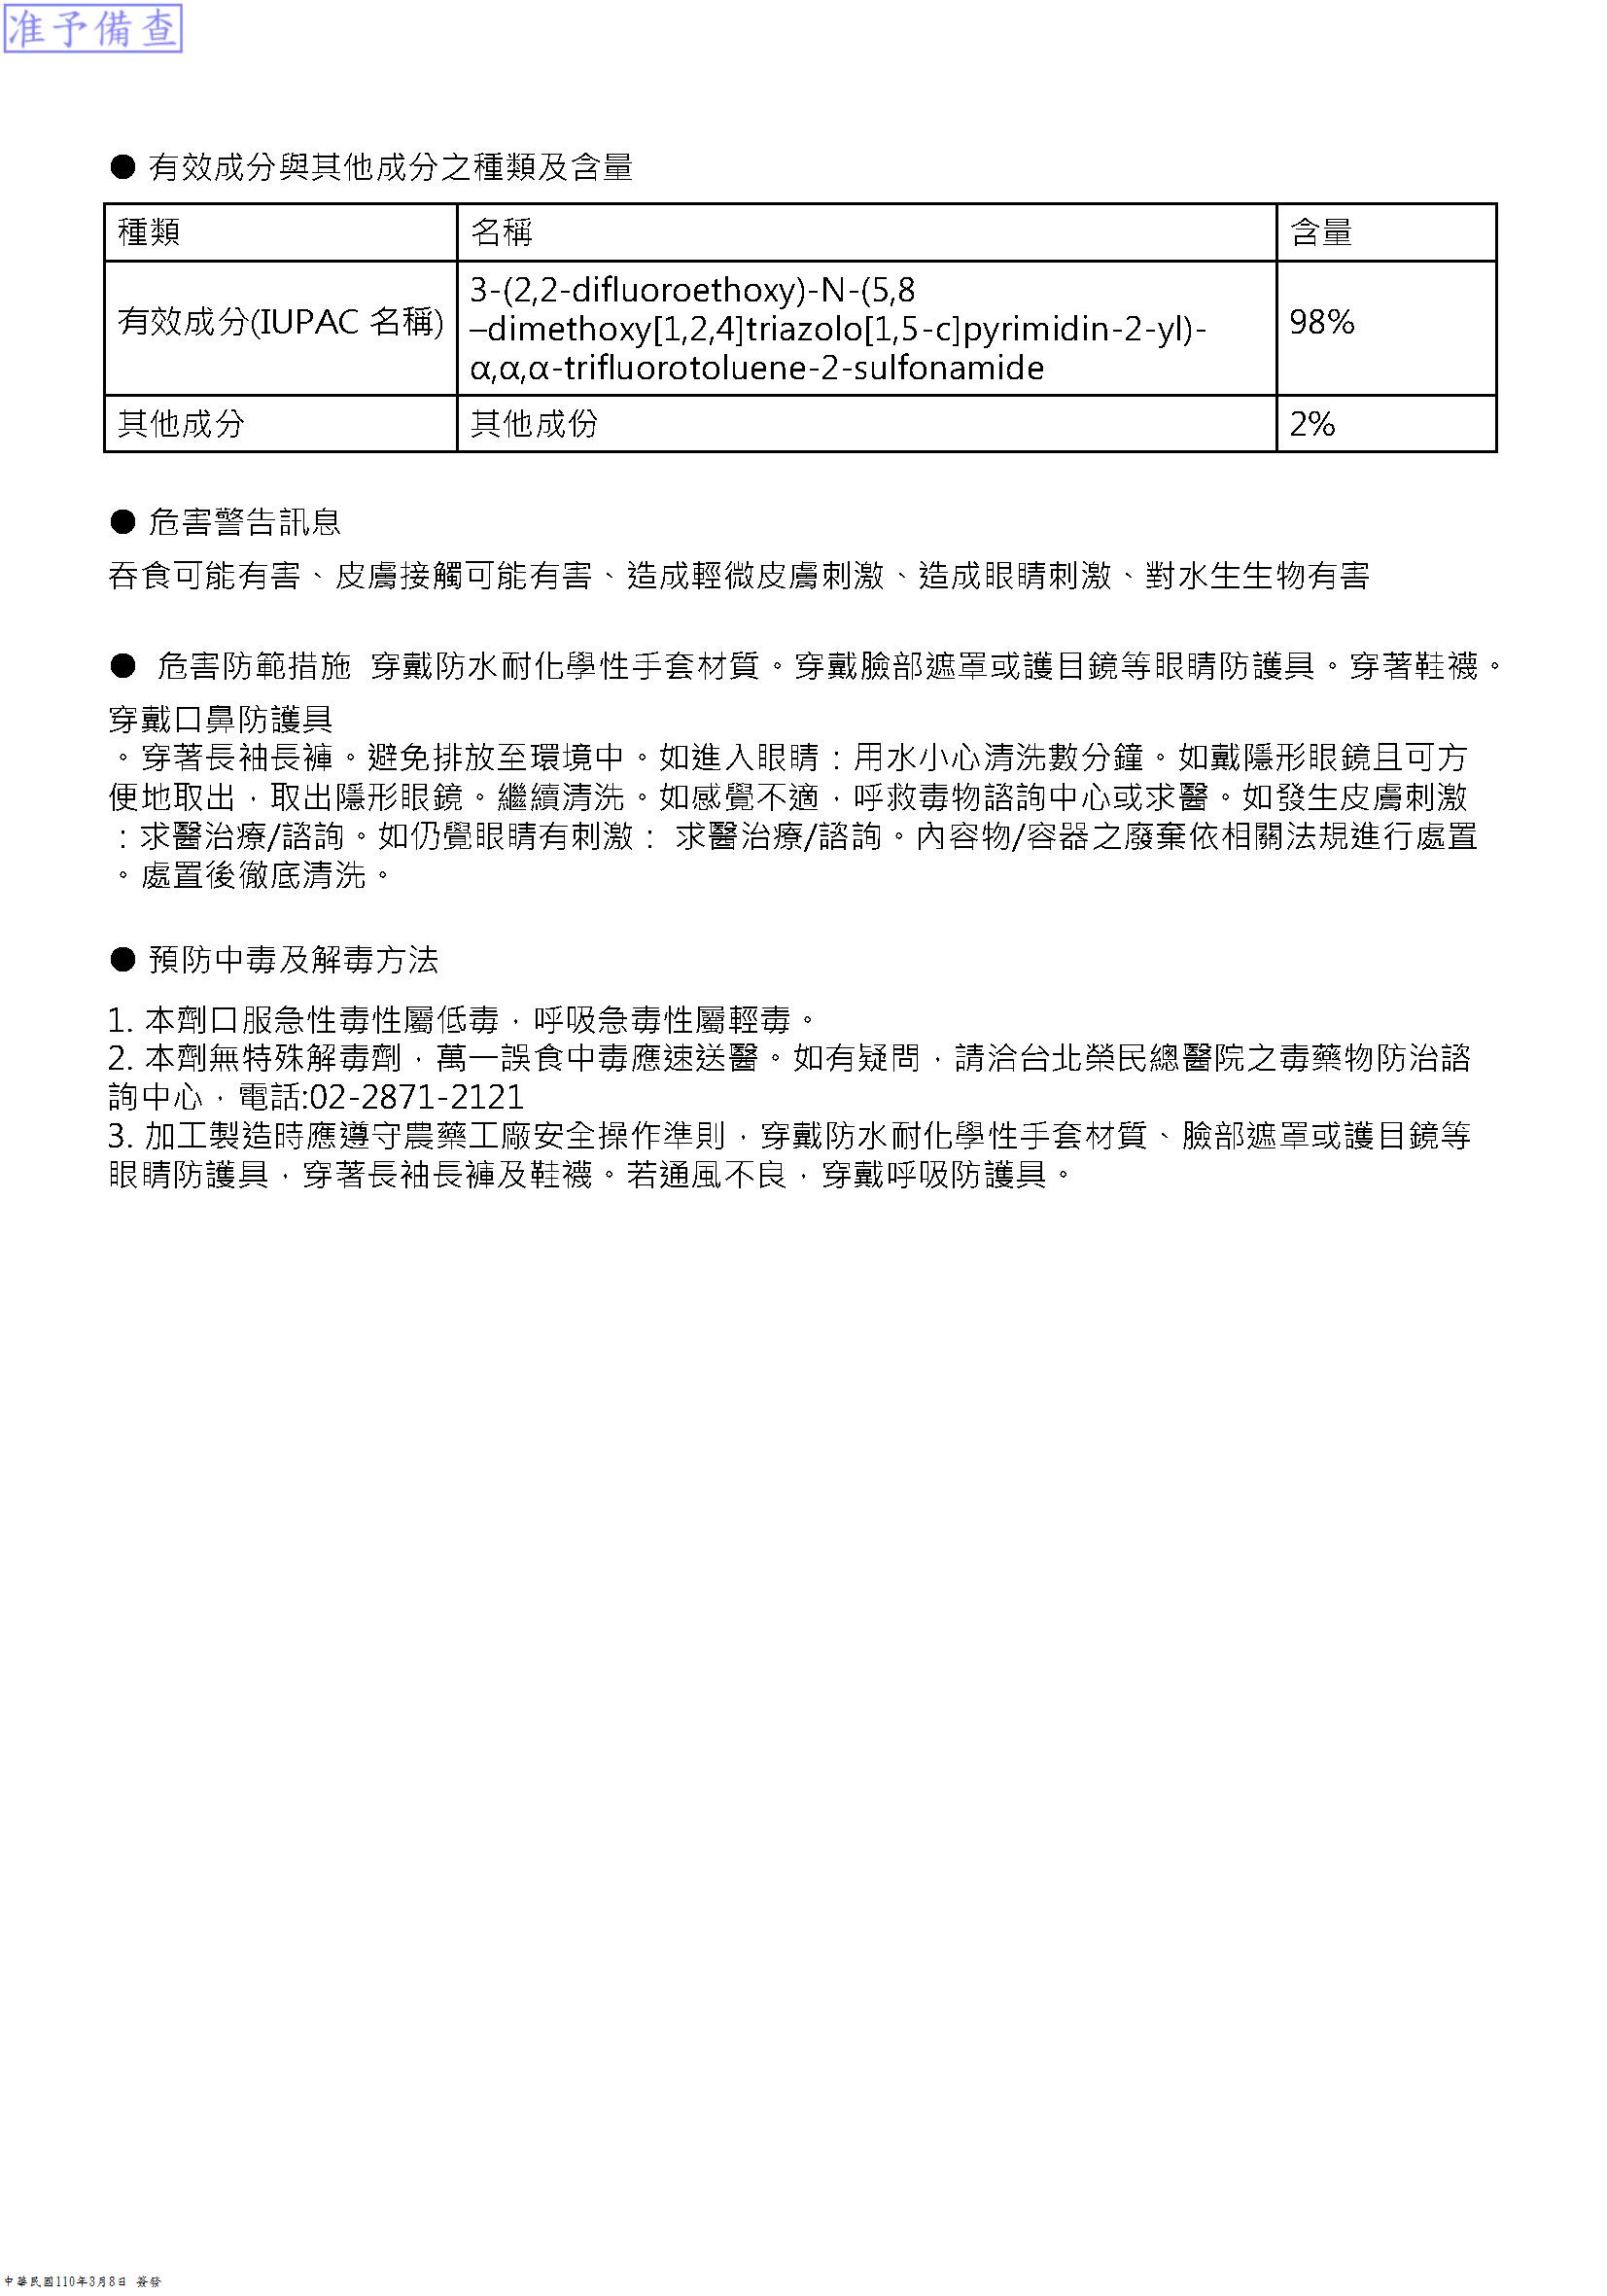 准予備查
● 有效成分與其他成分之種類及含量
種類 名稱 含量
有效成分(IUPAC 名稱) 3-(2,2-difluoroethoxy)-N-(5,8
–dimethoxy[1,2,4]triazolo[1,5-c]pyrimidin-2-yl)-
α,α,α-trifluorotoluene-2-sulfonamide 98%
其他成分 其他成份 2%
● 危害警告訊息
吞食可能有害、皮膚接觸可能有害、造成輕微皮膚刺激、造成眼睛刺激、對水生生物有害
● 危害防範措施 穿戴防水耐化學性手套材質。穿戴臉部遮罩或護目鏡等眼睛防護具。穿著鞋襪。
穿戴口鼻防護具
。穿著長袖長褲。避免排放至環境中。如進入眼睛：用水小心清洗數分鐘。如戴隱形眼鏡且可方
便地取出，取出隱形眼鏡。繼續清洗。如感覺不適，呼救毒物諮詢中心或求醫。如發生皮膚刺激
：求醫治療/諮詢。如仍覺眼睛有刺激： 求醫治療/諮詢。內容物/容器之廢棄依相關法規進行處置
。處置後徹底清洗。
● 預防中毒及解毒方法
1. 本劑口服急性毒性屬低毒，呼吸急毒性屬輕毒。
2. 本劑無特殊解毒劑，萬一誤食中毒應速送醫。如有疑問，請洽台北榮民總醫院之毒藥物防治諮
詢中心，電話:02-2871-2121
3. 加工製造時應遵守農藥工廠安全操作準則，穿戴防水耐化學性手套材質、臉部遮罩或護目鏡等
眼睛防護具，穿著長袖長褲及鞋襪。若通風不良，穿戴呼吸防護具。
中華民國110年3月8日 簽發